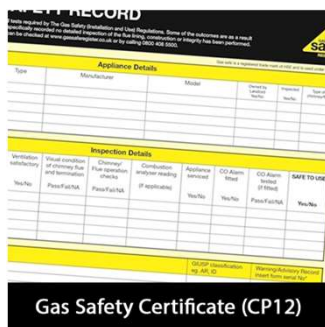 SAFETY RECORD
f tests required by The Gas Safety (Installation and Use) Regulations. Some of the outcomes are as a result
specifically recorded no detailed inspection of the flue lining, construction or integrity has been performed.
can be checked at www.gassaferegister.co.uk or by calling 0800 408 5500.
Appliance Details
Type Manufacturer Model Owned by Landlord Yes/No Inspected Yes/No Type of
Inspection Details
Ventilation satisfactory Visual condition of chimney flue and termination Chimney/ Flue operation checks Combustion analyser reading Appliance serviced CO Alarm fitted CO Alarm tested (if fitted) SAFE TO USE
Yes/No Pass/Fail/NA Pass/Fail/NA (if applicable) Yes/No Yes/No Pass/Fail/NA Yes/No
GIUSP classification eg. AR, ID Warning/Advisory Record insert form serial No
Gas Safety Certificate (CP12)